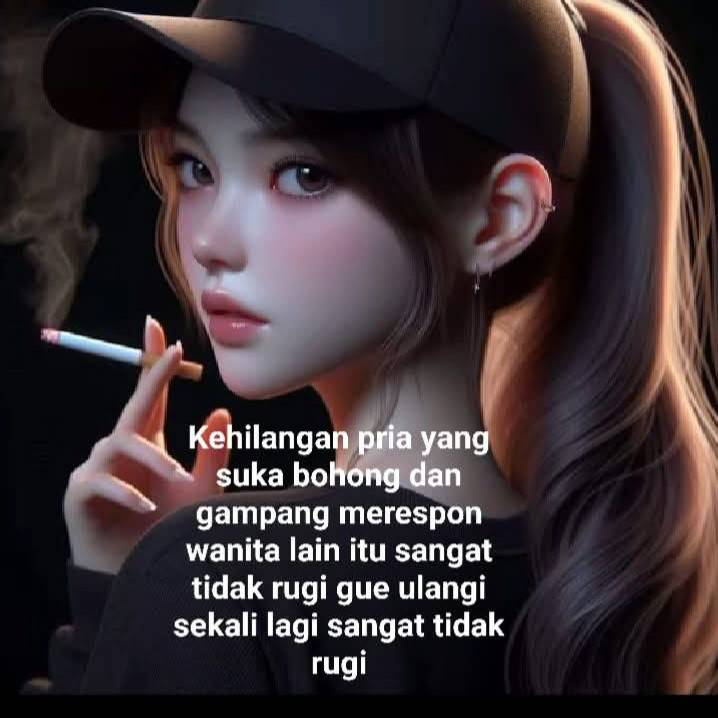 Kehilangan pria yang
suka bohong dan
gampang merespon
wanita lain itu sangat
tidak rugi gue ulangi
sekali lagi sangat tidak
rugi